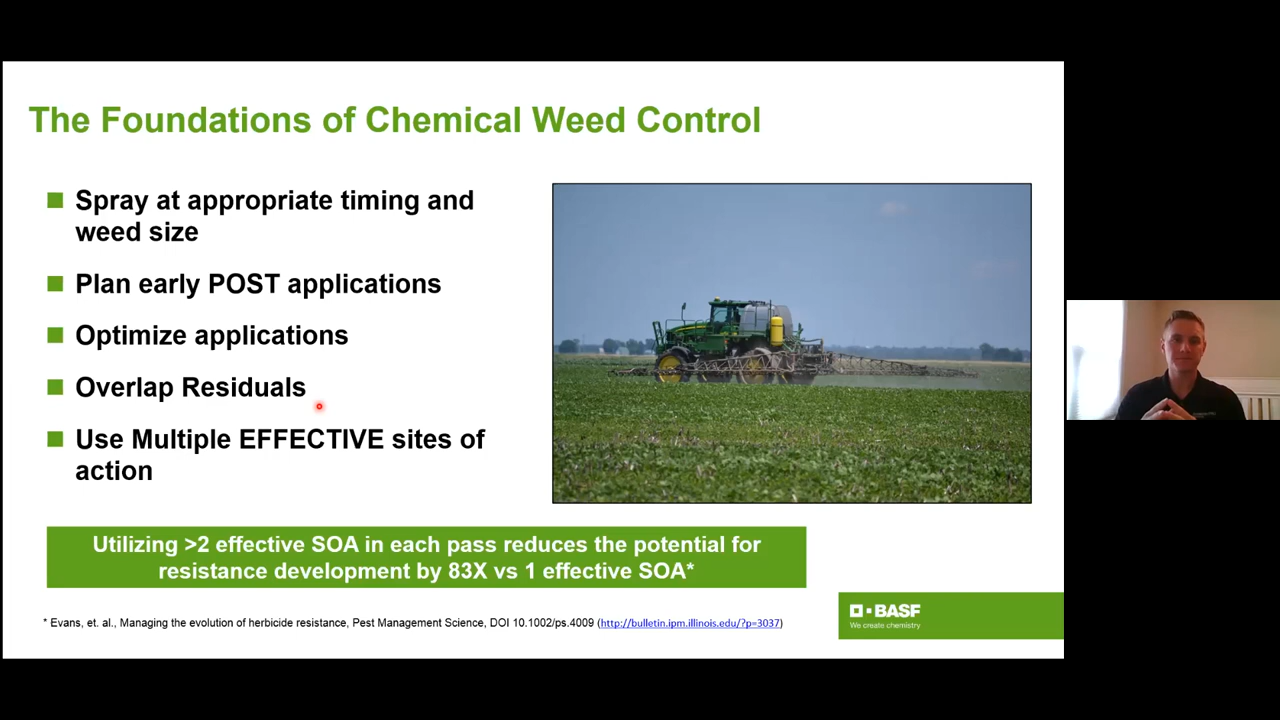 The Foundations of Chemical Weed Control
Spray at appropriate timing and
weed size
Plan early POST applications
Optimize applications
Overlap Residuals
Use Multiple EFFECTIVE sites of
action
Utilizing >2 effective SOA in each pass reduces the potential for
resistance development by 83X vs 1 effective SOA*
* Evans, et. al., Managing the evolution of herbicide resistance, Pest Management Science, DOI 10.1002/ps.4009 (http://bulletin.ipm.illinois.edu/?p=3037)
BASF
We create chemistry